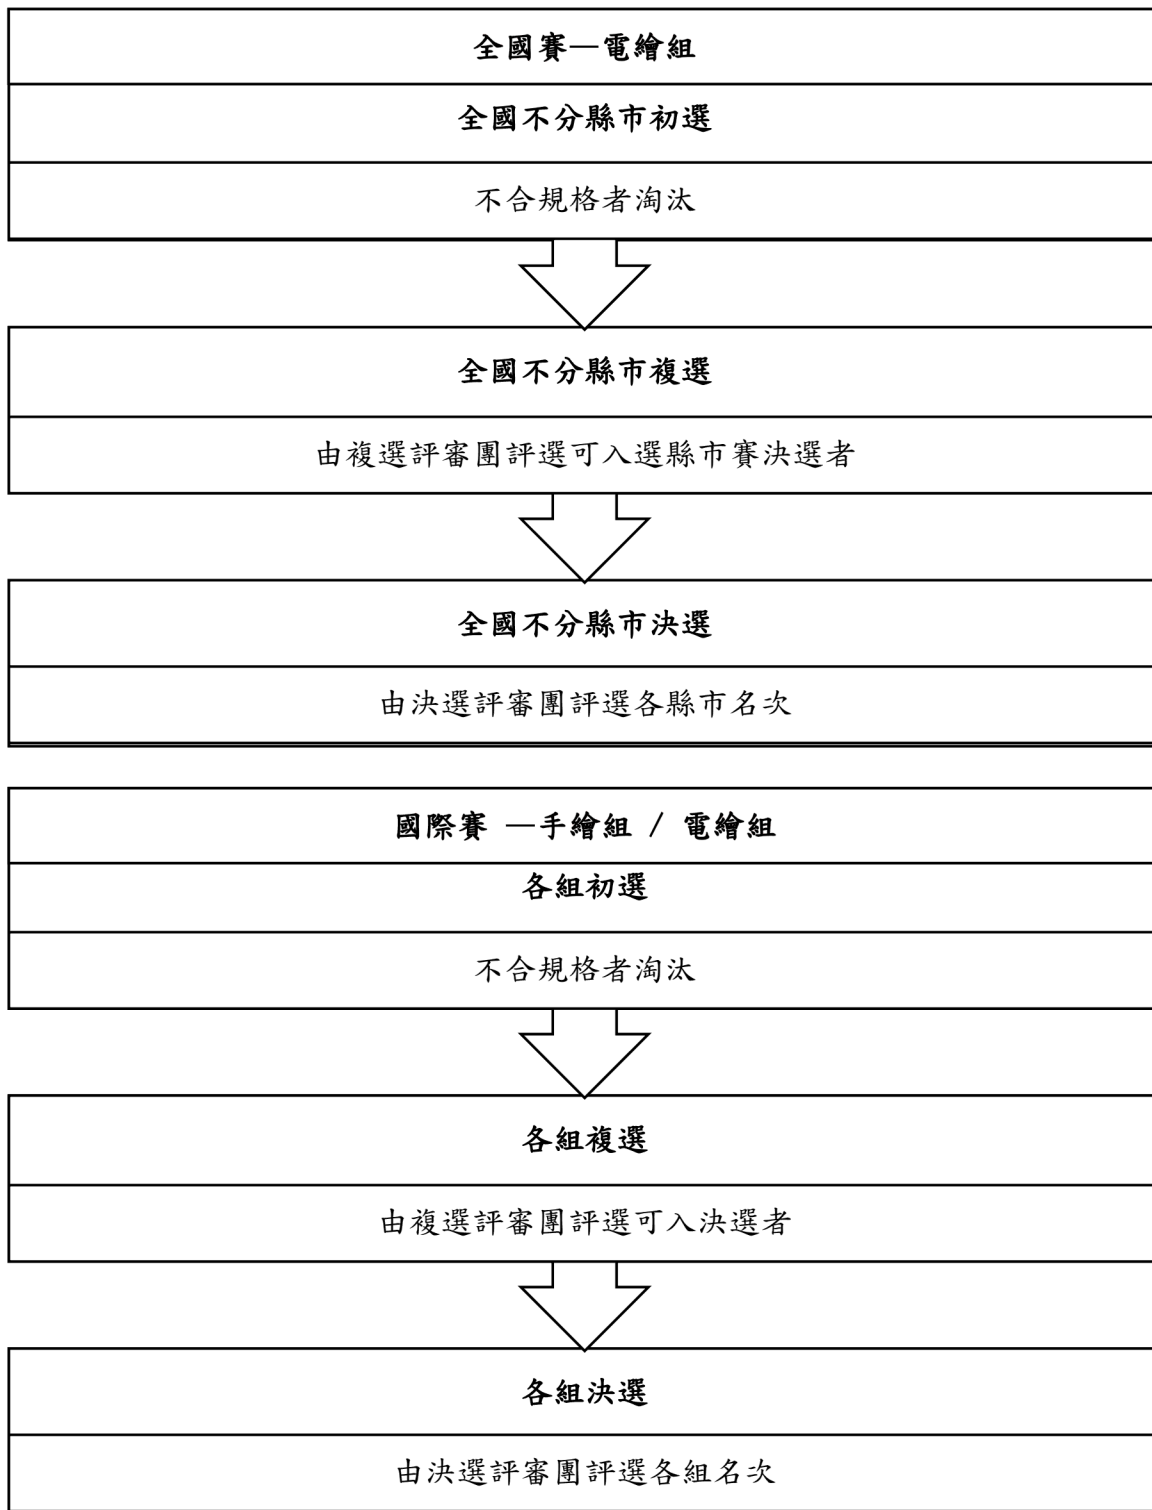 全國賽—電繪組
全國不分縣市初選
不合規格者淘汰
全國不分縣市複選
由複選評審團評選可入選縣市賽決選者
全國不分縣市決選
由決選評審團評選各縣市名次
國際賽 —手繪組 / 電繪組
各組初選
不合規格者淘汰
各組複選
由複選評審團評選可入決選者
各組決選
由決選評審團評選各組名次